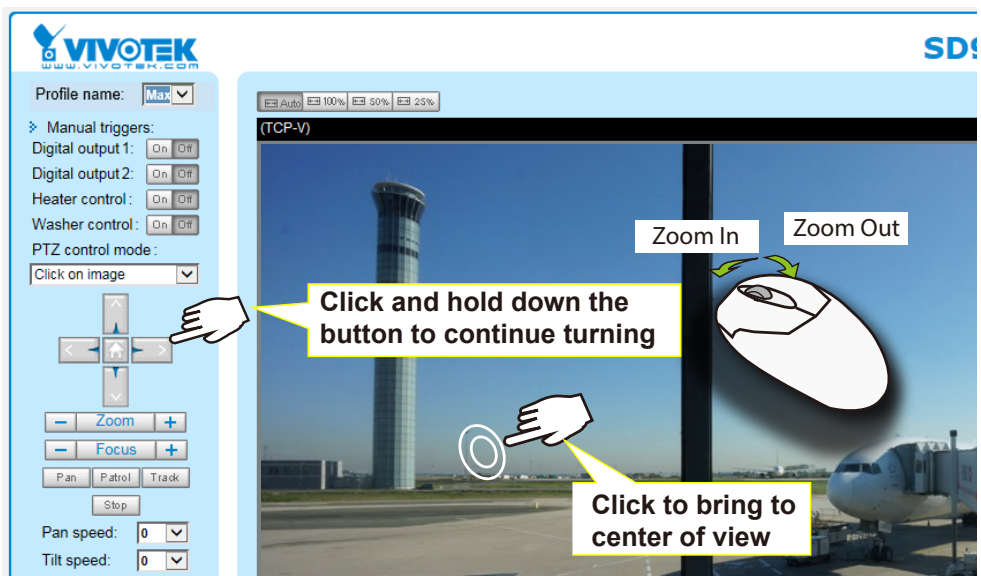 VIVOTEK
www.vivotek.com
SD9
Profile name: Max
Auto 100% 50% 25%
(TCP-V)
Manual triggers:
Digital output 1: On Off
Digital output 2: On Off
Heater control: On Off
Washer control: On Off
PTZ control mode:
Click on image
Zoom In
Zoom Out
Click and hold down the
button to continue turning
− Zoom +
− Focus +
Pan Patrol Track
Stop
Pan speed: 0
Tilt speed: 0
Click to bring to
center of view